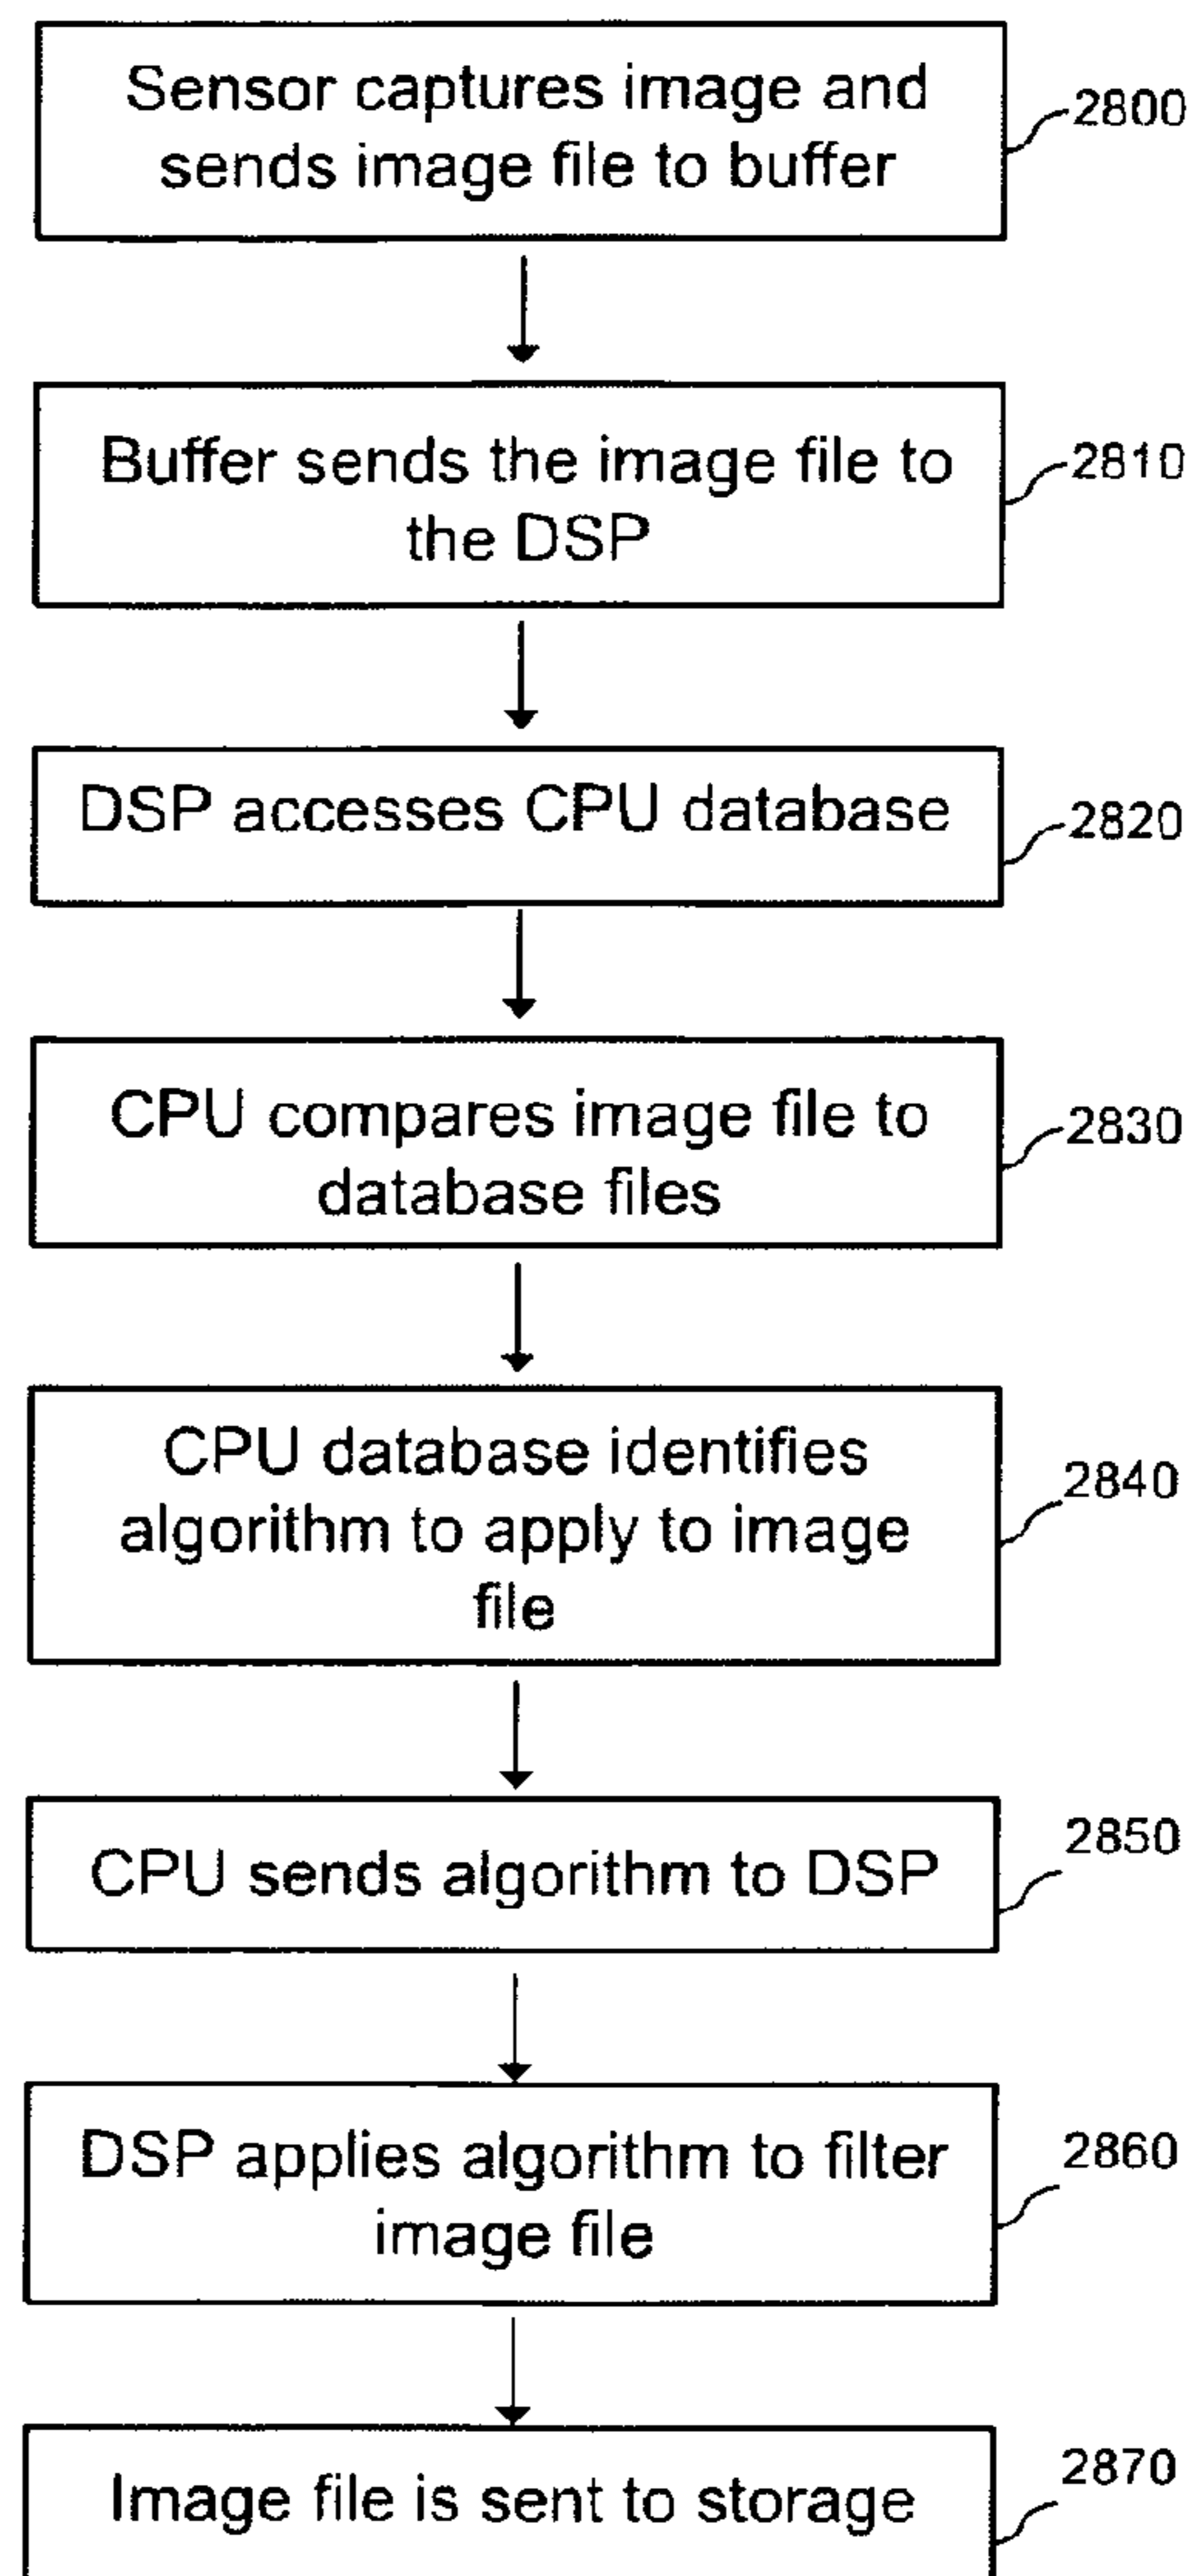 Sensor captures image and
sends image file to buffer
2800
Buffer sends the image file to
the DSP
2810
DSP accesses CPU database
2820
CPU compares image file to
database files
2830
CPU database identifies
algorithm to apply to image
file
2840
CPU sends algorithm to DSP
2850
DSP applies algorithm to filter
image file
2860
Image file is sent to storage
2870